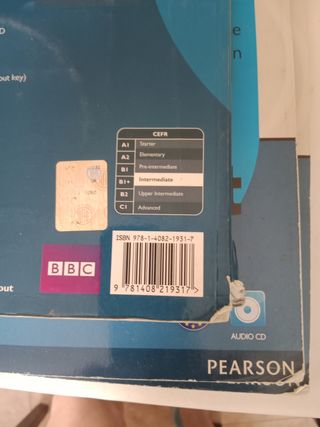 D
e
n
out key)
CEFR
A1 Starter
A2 Elementary
B1 Pre-intermediate
B1+ Intermediate
B2 Upper Intermediate
C1 Advanced
ISBN 978-1-4082-1931-7
9 781408 219317
BBC
out
AUDIO CD
PEARSON